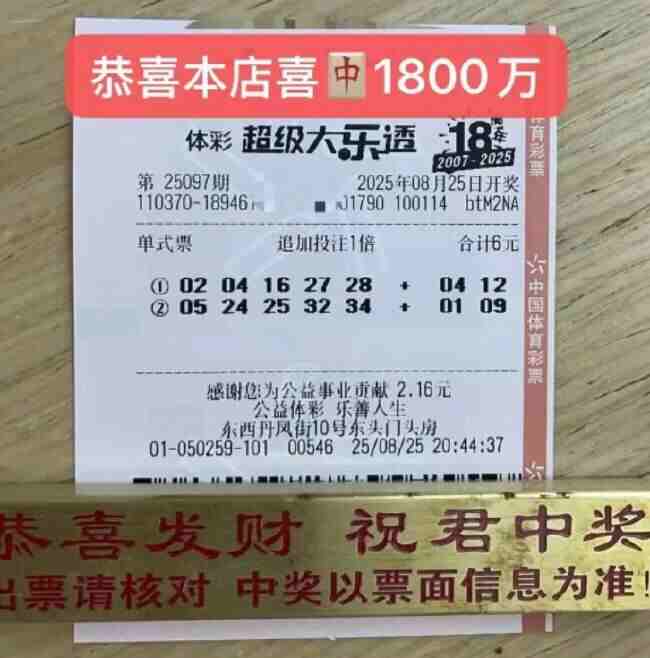 恭喜本店喜🀄1800万
体彩 超级大乐透 18周年
2007-2025
第 25097期 2025年08月25日开奖
110370-18946 1790 100114 btM2NA
单式票 追加投注1倍 合计6元
① 02 04 16 27 28 + 04 12
② 05 24 25 32 34 + 01 09
感谢您为公益事业贡献 2.16元
公益体彩 乐善人生
东西丹凤街10号东头门头房
01-050259-101 00546 25/08/25 20:44:37
中国体育彩票
恭喜发财 祝君中奖
出票请核对 中奖以票面信息为准!